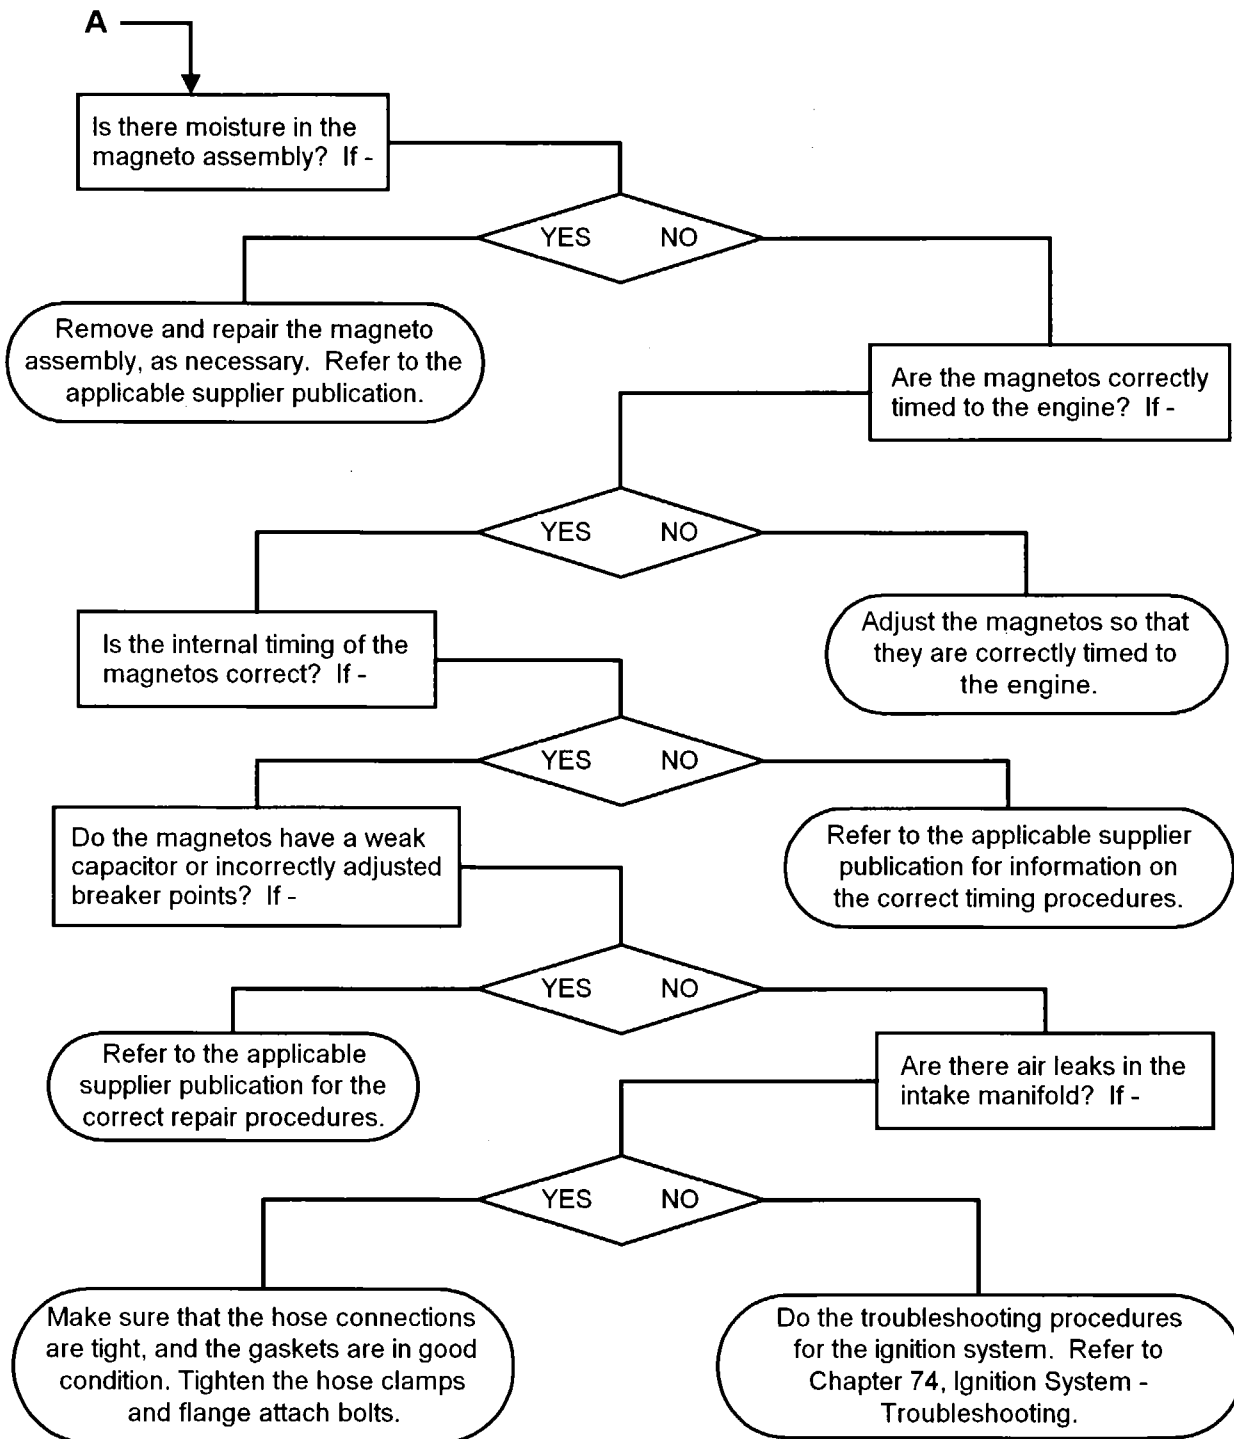 A
Is there moisture in the
magneto assembly? If -
YES NO
Remove and repair the magneto
assembly, as necessary. Refer to the
applicable supplier publication.
Are the magnetos correctly
timed to the engine? If -
YES NO
Is the internal timing of the
magnetos correct? If -
Adjust the magnetos so that
they are correctly timed to
the engine.
YES NO
Do the magnetos have a weak
capacitor or incorrectly adjusted
breaker points? If -
Refer to the applicable supplier
publication for information on
the correct timing procedures.
YES NO
Refer to the applicable
supplier publication for the
correct repair procedures.
Are there air leaks in the
intake manifold? If -
YES NO
Make sure that the hose connections
are tight, and the gaskets are in good
condition. Tighten the hose clamps
and flange attach bolts.
Do the troubleshooting procedures
for the ignition system. Refer to
Chapter 74, Ignition System -
Troubleshooting.